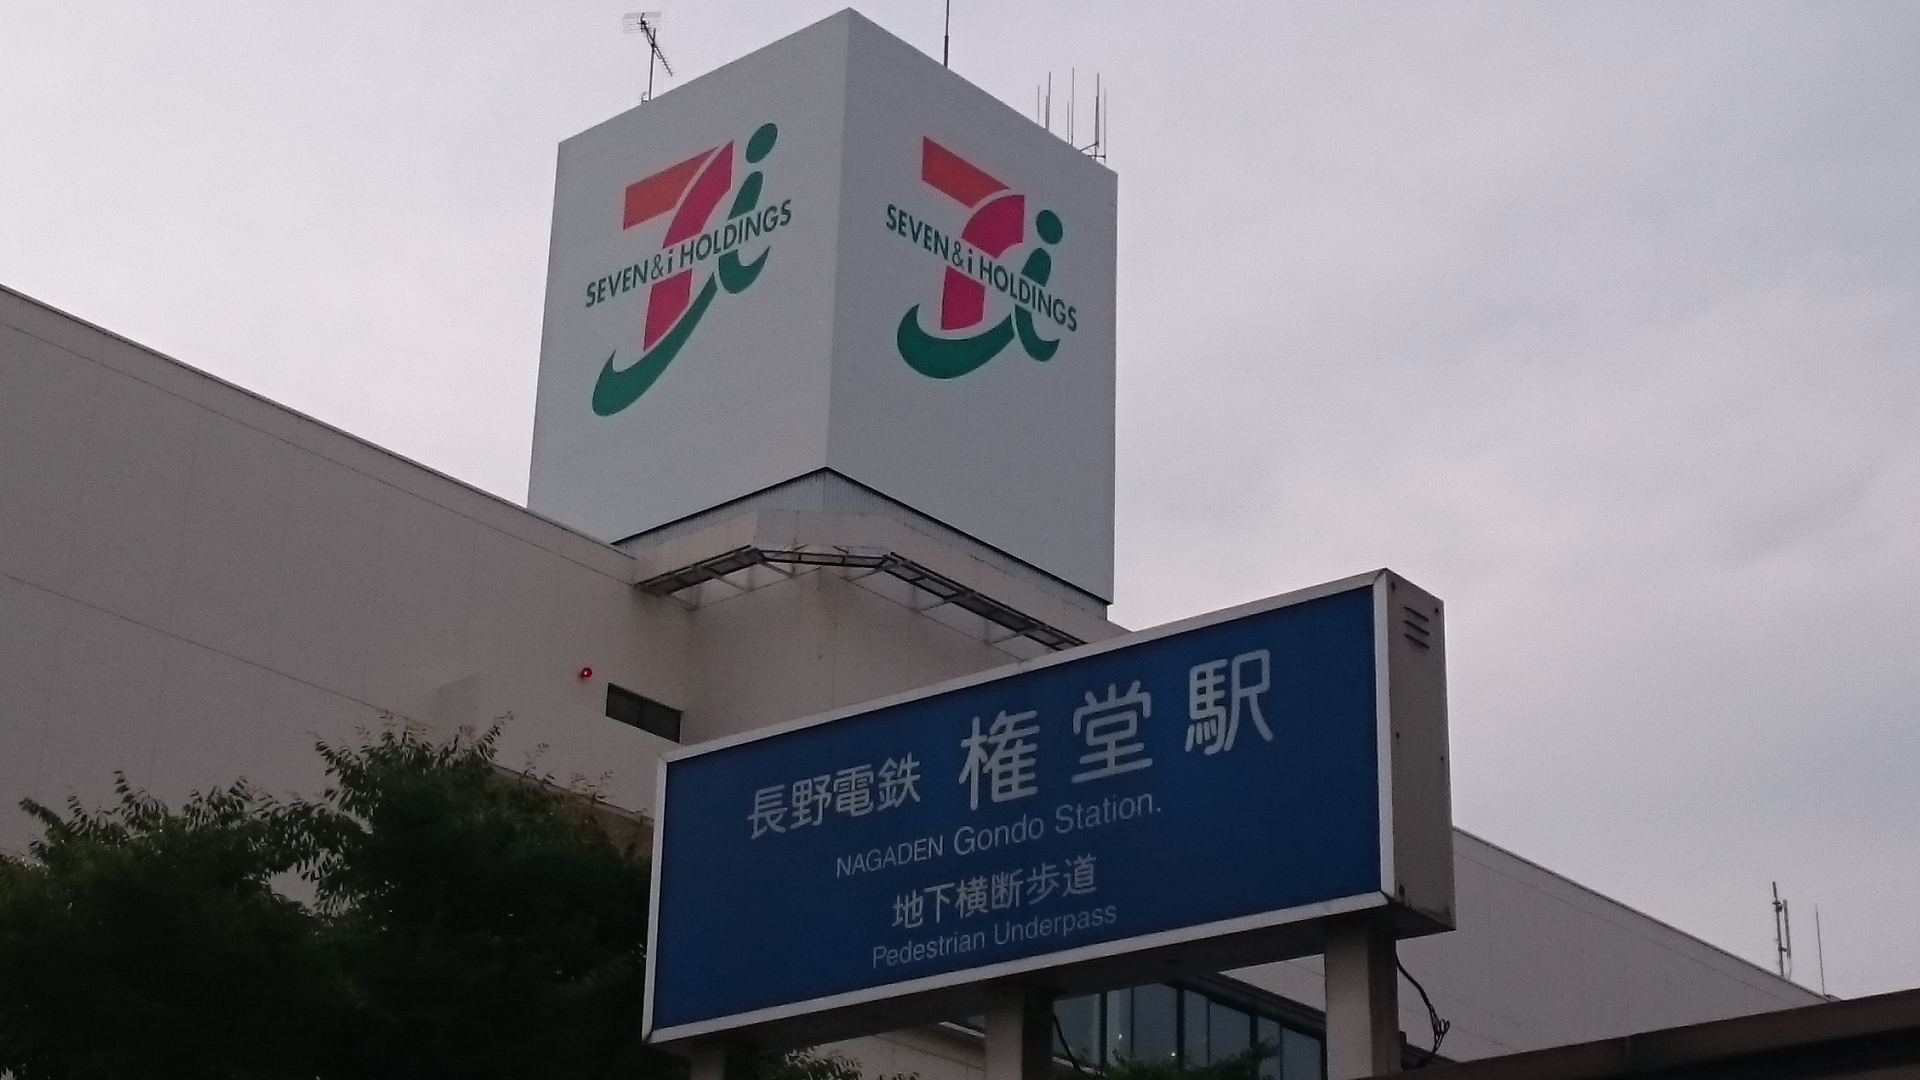 SEVEN&i HOLDINGS
SEVEN&i HOLDINGS
長野電鉄 権堂駅
NAGADEN Gondo Station.
地下横断歩道
Pedestrian Underpass